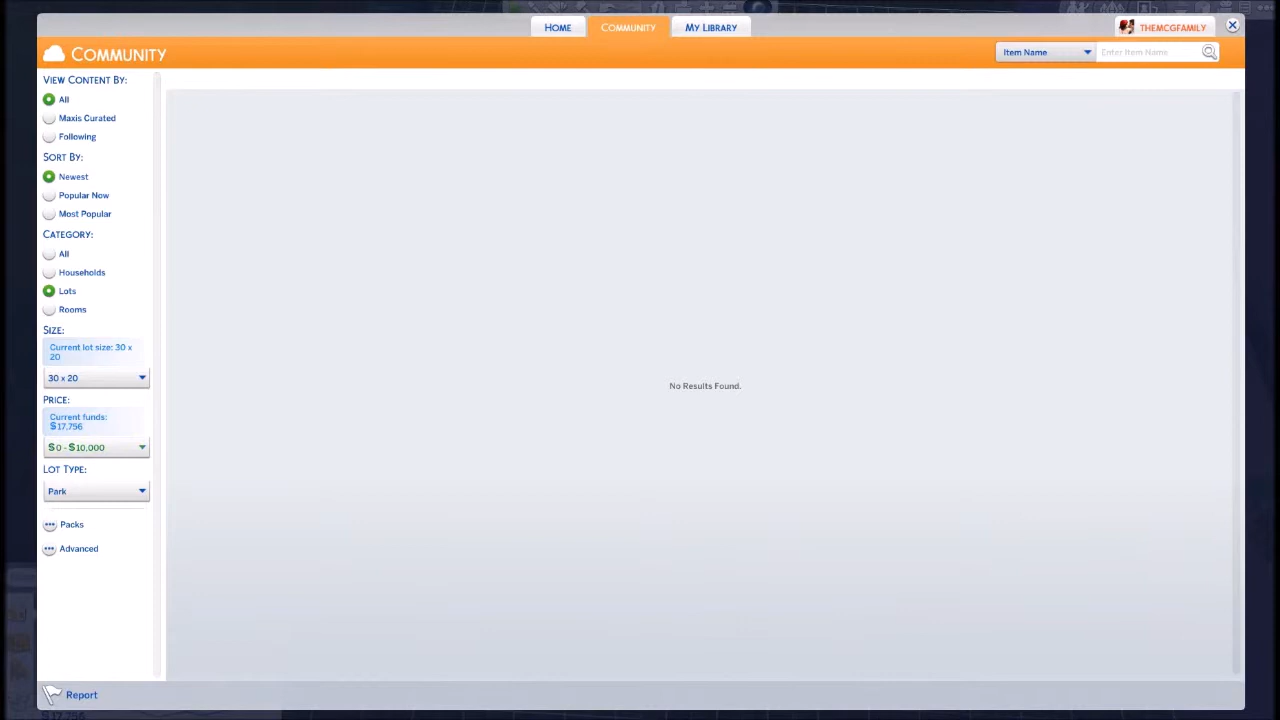 HOME
COMMUNITY
MY LIBRARY
THEMCGFAMILY
COMMUNITY
Item Name
Enter Item Name
VIEW CONTENT BY:
All
Maxis Curated
Following
SORT BY:
Newest
Popular Now
Most Popular
CATEGORY:
All
Households
Lots
Rooms
SIZE:
Current lot size: 30 x
20
30 x 20
PRICE:
Current funds:
$17,756
$0 - $10,000
LOT TYPE:
Park
Packs
Advanced
No Results Found.
Report
$17,756